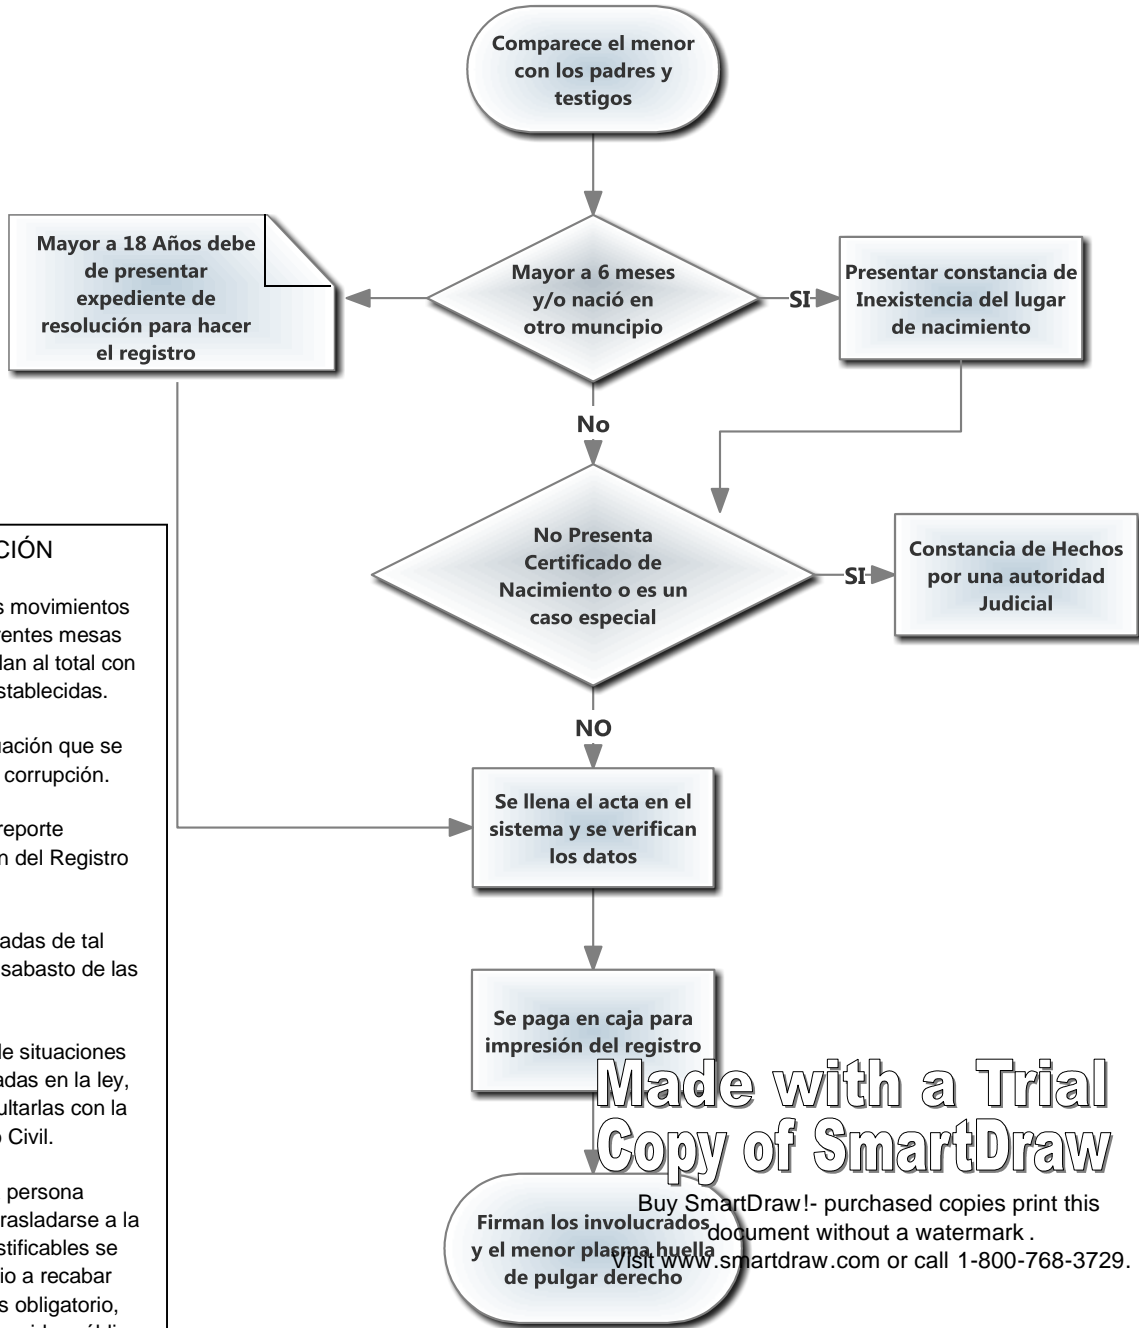 Comparece el menor
con los padres y
testigos
Mayor a 18 Años debe
de presentar
expediente de
resolución para hacer
el registro
Mayor a 6 meses
y/o nació en
otro muncipio
SI
Presentar constancia de
Inexistencia del lugar
de nacimiento
No
No Presenta
Certificado de
Nacimiento o es un
caso especial
SI
Constancia de Hechos
por una autoridad
Judicial
NO
Se llena el acta en el
sistema y se verifican
los datos
Se paga en caja para
impresión del registro
Firman los involucrados
y el menor plasma huella
de pulgar derecho
CIÓN
s movimientos
rentes mesas
dan al total con
stablecidas.
uación que se
corrupción.
reporte
n del Registro
adas de tal
sabasto de las
de situaciones
adas en la ley,
ultarlas con la
o Civil.
persona
rasladarse a la
stificables se
io a recabar
s obligatorio,
Made with a Trial
Copy of SmartDraw
Buy SmartDraw!- purchased copies print this
document without a watermark .
Visit www.smartdraw.com or call 1-800-768-3729.